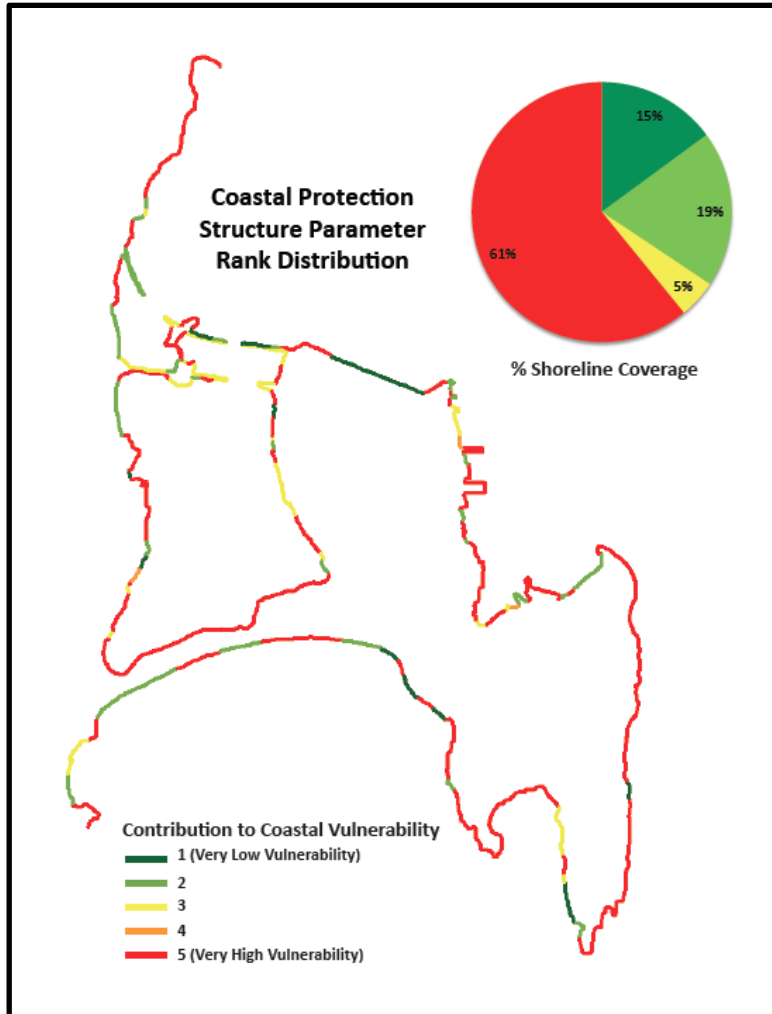 Coastal Protection
Structure Parameter
Rank Distribution
15%
19%
5%
61%
% Shoreline Coverage
Contribution to Coastal Vulnerability
1 (Very Low Vulnerability)
2
3
4
5 (Very High Vulnerability)